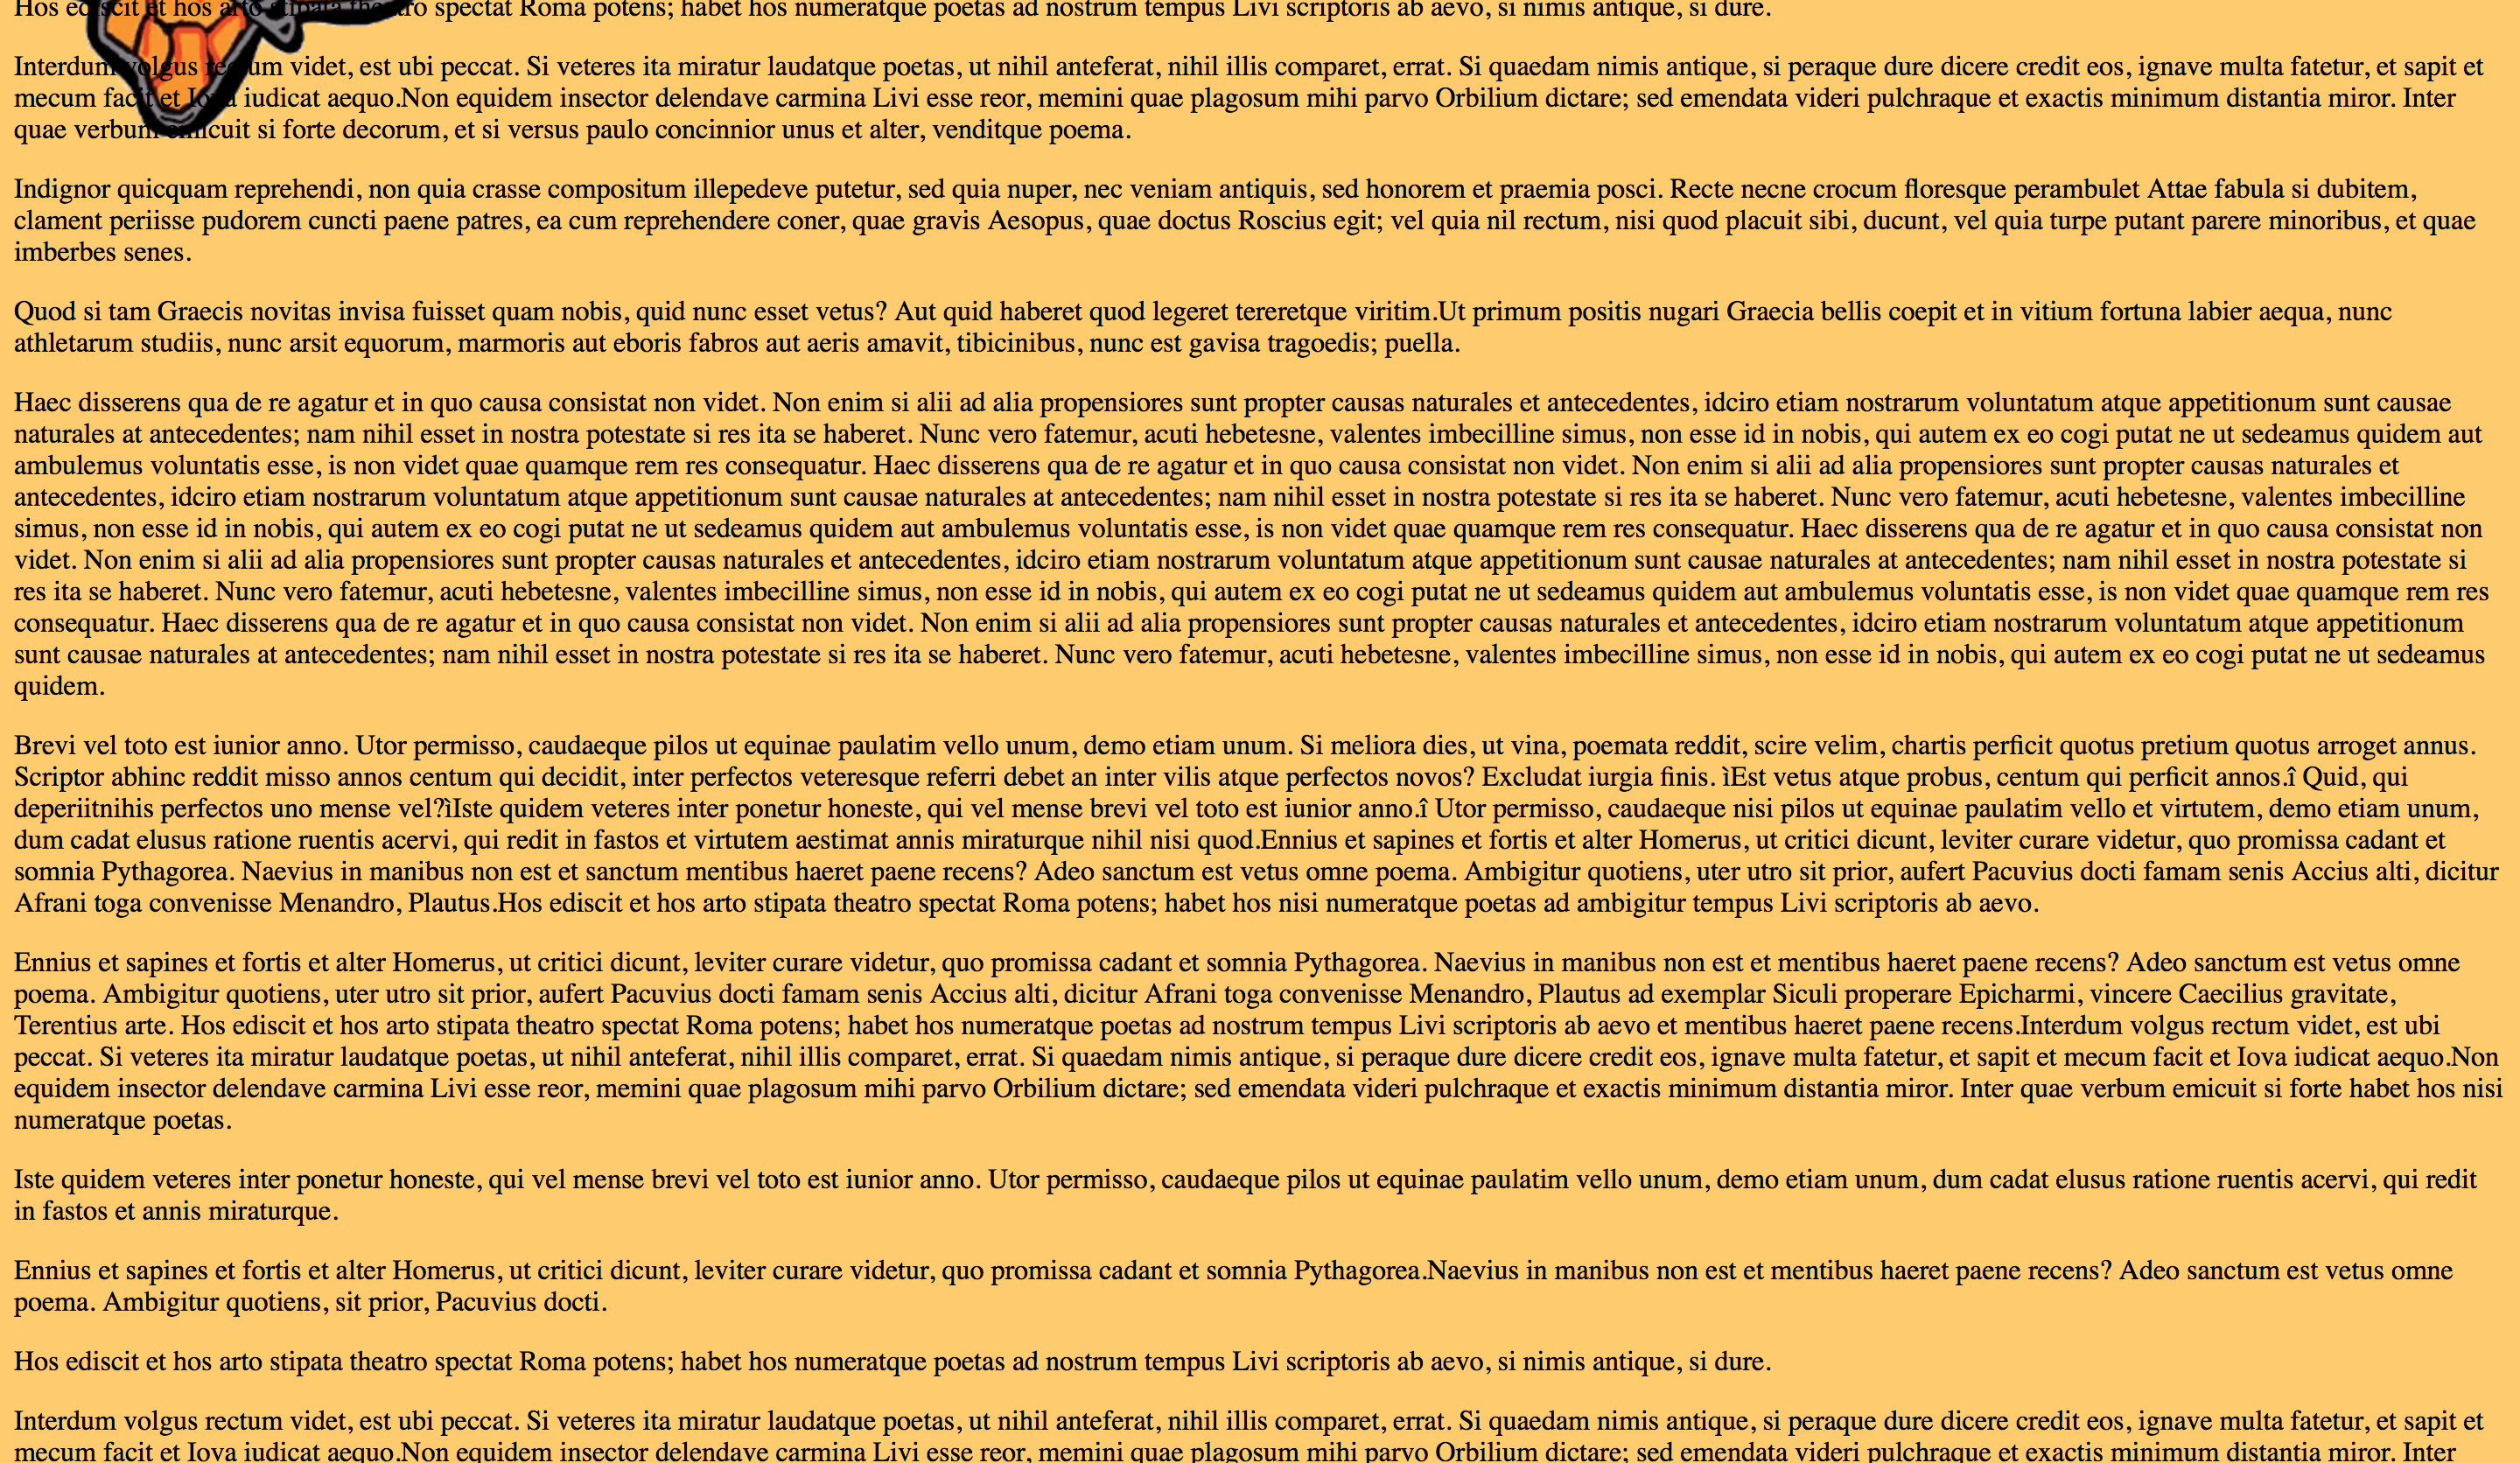 Hos ediscit et hos arto stipata theatro spectat Roma potens; habet hos numeratque poetas ad nostrum tempus Livi scriptoris ab aevo, si nimis antique, si dure.
Interdum volgus rectum videt, est ubi peccat. Si veteres ita miratur laudatque poetas, ut nihil anteferat, nihil illis comparet, errat. Si quaedam nimis antique, si peraque dure dicere credit eos, ignave multa fatetur, et sapit et
mecum facit et Iova iudicat aequo.Non equidem insector delendave carmina Livi esse reor, memini quae plagosum mihi parvo Orbilium dictare; sed emendata videri pulchraque et exactis minimum distantia miror. Inter
quae verbum emicuit si forte decorum, et si versus paulo concinnior unus et alter, venditque poema.
Indignor quicquam reprehendi, non quia crasse compositum illepedeve putetur, sed quia nuper, nec veniam antiquis, sed honorem et praemia posci. Recte necne crocum floresque perambulet Attae fabula si dubitem,
clament periisse pudorem cuncti paene patres, ea cum reprehendere coner, quae gravis Aesopus, quae doctus Roscius egit; vel quia nil rectum, nisi quod placuit sibi, ducunt, vel quia turpe putant parere minoribus, et quae
imberbes senes.
Quod si tam Graecis novitas invisa fuisset quam nobis, quid nunc esset vetus? Aut quid haberet quod legeret tereretque viritim.Ut primum positis nugari Graecia bellis coepit et in vitium fortuna labier aequa, nunc
athletarum studiis, nunc arsit equorum, marmoris aut eboris fabros aut aeris amavit, tibicinibus, nunc est gavisa tragoedis; puella.
Haec disserens qua de re agatur et in quo causa consistat non videt. Non enim si alii ad alia propensiores sunt propter causas naturales et antecedentes, idciro etiam nostrarum voluntatum atque appetitionum sunt causae
naturales at antecedentes; nam nihil esset in nostra potestate si res ita se haberet. Nunc vero fatemur, acuti hebetesne, valentes imbecilline simus, non esse id in nobis, qui autem ex eo cogi putat ne ut sedeamus quidem aut
ambulemus voluntatis esse, is non videt quae quamque rem res consequatur. Haec disserens qua de re agatur et in quo causa consistat non videt. Non enim si alii ad alia propensiores sunt propter causas naturales et
antecedentes, idciro etiam nostrarum voluntatum atque appetitionum sunt causae naturales at antecedentes; nam nihil esset in nostra potestate si res ita se haberet. Nunc vero fatemur, acuti hebetesne, valentes imbecilline
simus, non esse id in nobis, qui autem ex eo cogi putat ne ut sedeamus quidem aut ambulemus voluntatis esse, is non videt quae quamque rem res consequatur. Haec disserens qua de re agatur et in quo causa consistat non
videt. Non enim si alii ad alia propensiores sunt propter causas naturales et antecedentes, idciro etiam nostrarum voluntatum atque appetitionum sunt causae naturales at antecedentes; nam nihil esset in nostra potestate si
res ita se haberet. Nunc vero fatemur, acuti hebetesne, valentes imbecilline simus, non esse id in nobis, qui autem ex eo cogi putat ne ut sedeamus quidem aut ambulemus voluntatis esse, is non videt quae quamque rem res
consequatur. Haec disserens qua de re agatur et in quo causa consistat non videt. Non enim si alii ad alia propensiores sunt propter causas naturales et antecedentes, idciro etiam nostrarum voluntatum atque appetitionum
sunt causae naturales at antecedentes; nam nihil esset in nostra potestate si res ita se haberet. Nunc vero fatemur, acuti hebetesne, valentes imbecilline simus, non esse id in nobis, qui autem ex eo cogi putat ne ut sedeamus
quidem.
Brevi vel toto est iunior anno. Utor permisso, caudaeque pilos ut equinae paulatim vello unum, demo etiam unum. Si meliora dies, ut vina, poemata reddit, scire velim, chartis perficit quotus pretium quotus arroget annus.
Scriptor abhinc reddit misso annos centum qui decidit, inter perfectos veteresque referri debet an inter vilis atque perfectos novos? Excludat iurgia finis. ìEst vetus atque probus, centum qui perficit annos.î Quid, qui
deperiitnihis perfectos uno mense vel?ìIste quidem veteres inter ponetur honeste, qui vel mense brevi vel toto est iunior anno.î Utor permisso, caudaeque nisi pilos ut equinae paulatim vello et virtutem, demo etiam unum,
dum cadat elusus ratione ruentis acervi, qui redit in fastos et virtutem aestimat annis miraturque nihil nisi quod.Ennius et sapines et fortis et alter Homerus, ut critici dicunt, leviter curare videtur, quo promissa cadant et
somnia Pythagorea. Naevius in manibus non est et sanctum mentibus haeret paene recens? Adeo sanctum est vetus omne poema. Ambigitur quotiens, uter utro sit prior, aufert Pacuvius docti famam senis Accius alti, dicitur
Afrani toga convenisse Menandro, Plautus.Hos ediscit et hos arto stipata theatro spectat Roma potens; habet hos nisi numeratque poetas ad ambigitur tempus Livi scriptoris ab aevo.
Ennius et sapines et fortis et alter Homerus, ut critici dicunt, leviter curare videtur, quo promissa cadant et somnia Pythagorea. Naevius in manibus non est et mentibus haeret paene recens? Adeo sanctum est vetus omne
poema. Ambigitur quotiens, uter utro sit prior, aufert Pacuvius docti famam senis Accius alti, dicitur Afrani toga convenisse Menandro, Plautus ad exemplar Siculi properare Epicharmi, vincere Caecilius gravitate,
Terentius arte. Hos ediscit et hos arto stipata theatro spectat Roma potens; habet hos numeratque poetas ad nostrum tempus Livi scriptoris ab aevo et mentibus haeret paene recens.Interdum volgus rectum videt, est ubi
peccat. Si veteres ita miratur laudatque poetas, ut nihil anteferat, nihil illis comparet, errat. Si quaedam nimis antique, si peraque dure dicere credit eos, ignave multa fatetur, et sapit et mecum facit et Iova iudicat aequo.Non
equidem insector delendave carmina Livi esse reor, memini quae plagosum mihi parvo Orbilium dictare; sed emendata videri pulchraque et exactis minimum distantia miror. Inter quae verbum emicuit si forte habet hos nisi
numeratque poetas.
Iste quidem veteres inter ponetur honeste, qui vel mense brevi vel toto est iunior anno. Utor permisso, caudaeque pilos ut equinae paulatim vello unum, demo etiam unum, dum cadat elusus ratione ruentis acervi, qui redit
in fastos et annis miraturque.
Ennius et sapines et fortis et alter Homerus, ut critici dicunt, leviter curare videtur, quo promissa cadant et somnia Pythagorea.Naevius in manibus non est et mentibus haeret paene recens? Adeo sanctum est vetus omne
poema. Ambigitur quotiens, sit prior, Pacuvius docti.
Hos ediscit et hos arto stipata theatro spectat Roma potens; habet hos numeratque poetas ad nostrum tempus Livi scriptoris ab aevo, si nimis antique, si dure.
Interdum volgus rectum videt, est ubi peccat. Si veteres ita miratur laudatque poetas, ut nihil anteferat, nihil illis comparet, errat. Si quaedam nimis antique, si peraque dure dicere credit eos, ignave multa fatetur, et sapit et
mecum facit et Iova iudicat aequo.Non equidem insector delendave carmina Livi esse reor, memini quae plagosum mihi parvo Orbilium dictare; sed emendata videri pulchraque et exactis minimum distantia miror. Inter